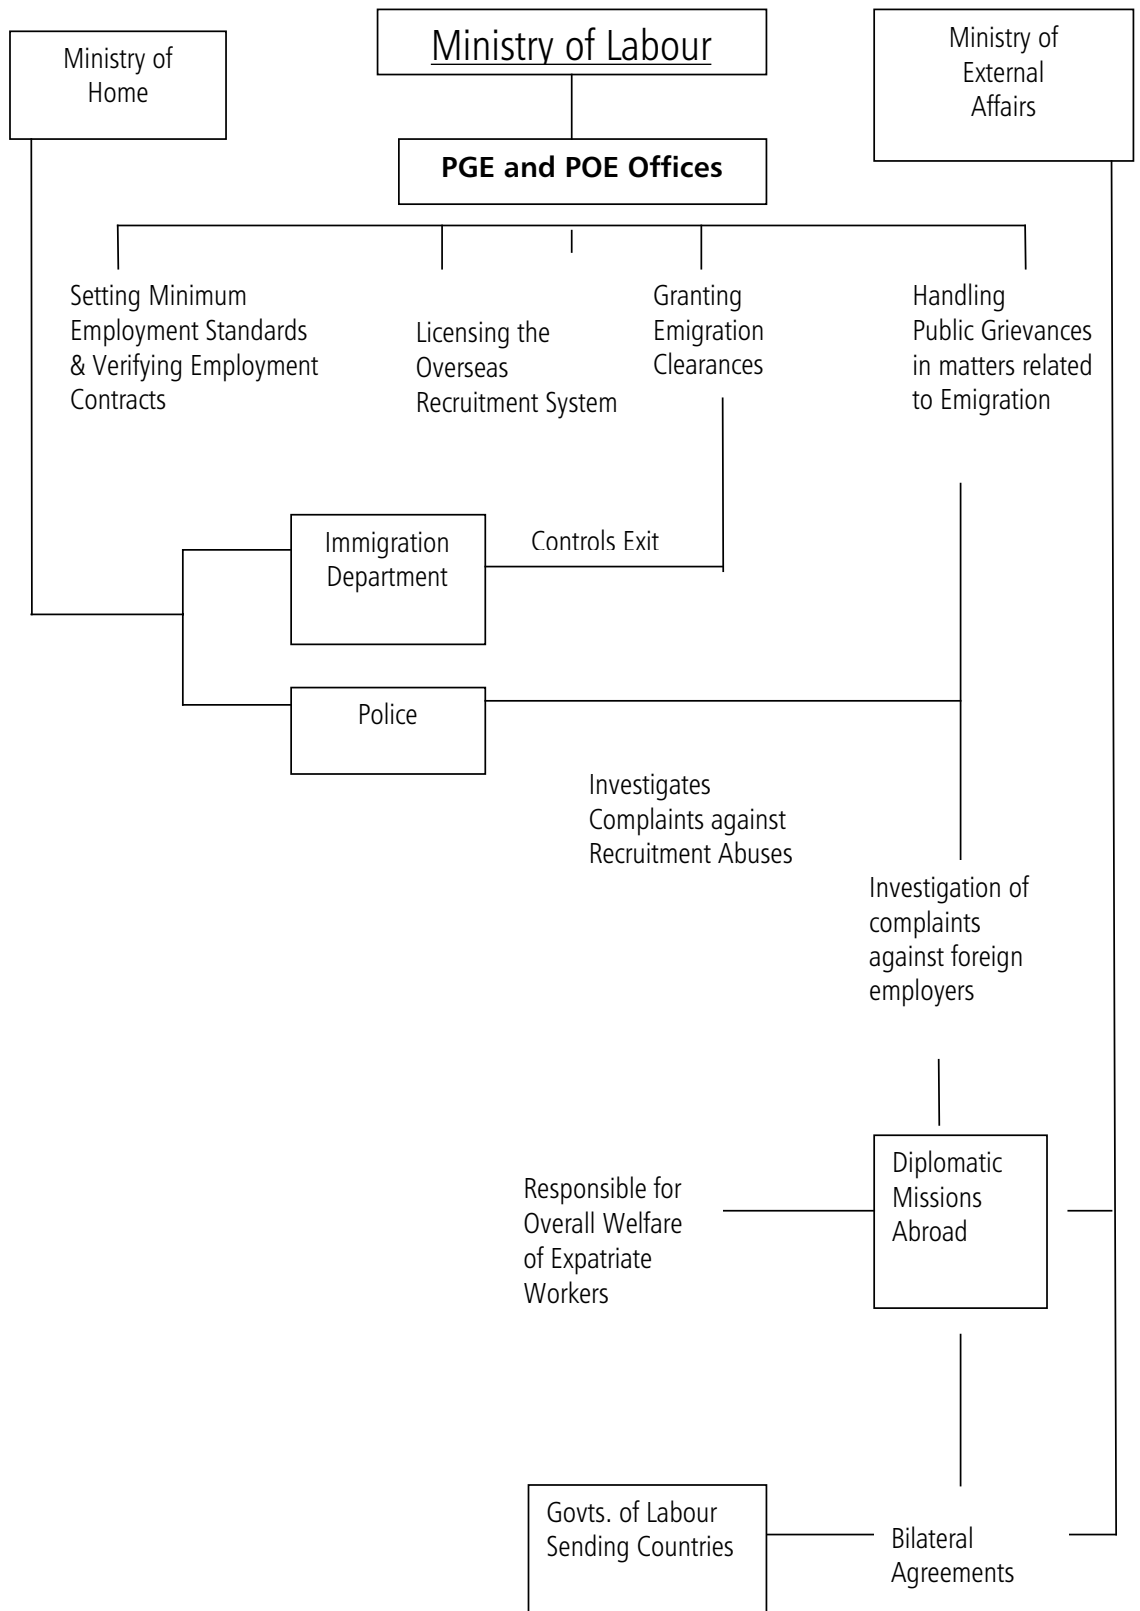 Ministry of
Home
Ministry of Labour
Ministry of
External
Affairs
PGE and POE Offices
Setting Minimum
Employment Standards
& Verifying Employment
Contracts
Licensing the
Overseas
Recruitment System
Granting
Emigration
Clearances
Handling
Public Grievances
in matters related
to Emigration
Immigration
Department
Controls Exit
Police
Investigates
Complaints against
Recruitment Abuses
Investigation of
complaints
against foreign
employers
Responsible for
Overall Welfare
of Expatriate
Workers
Diplomatic
Missions
Abroad
Govts. of Labour
Sending Countries
Bilateral
Agreements